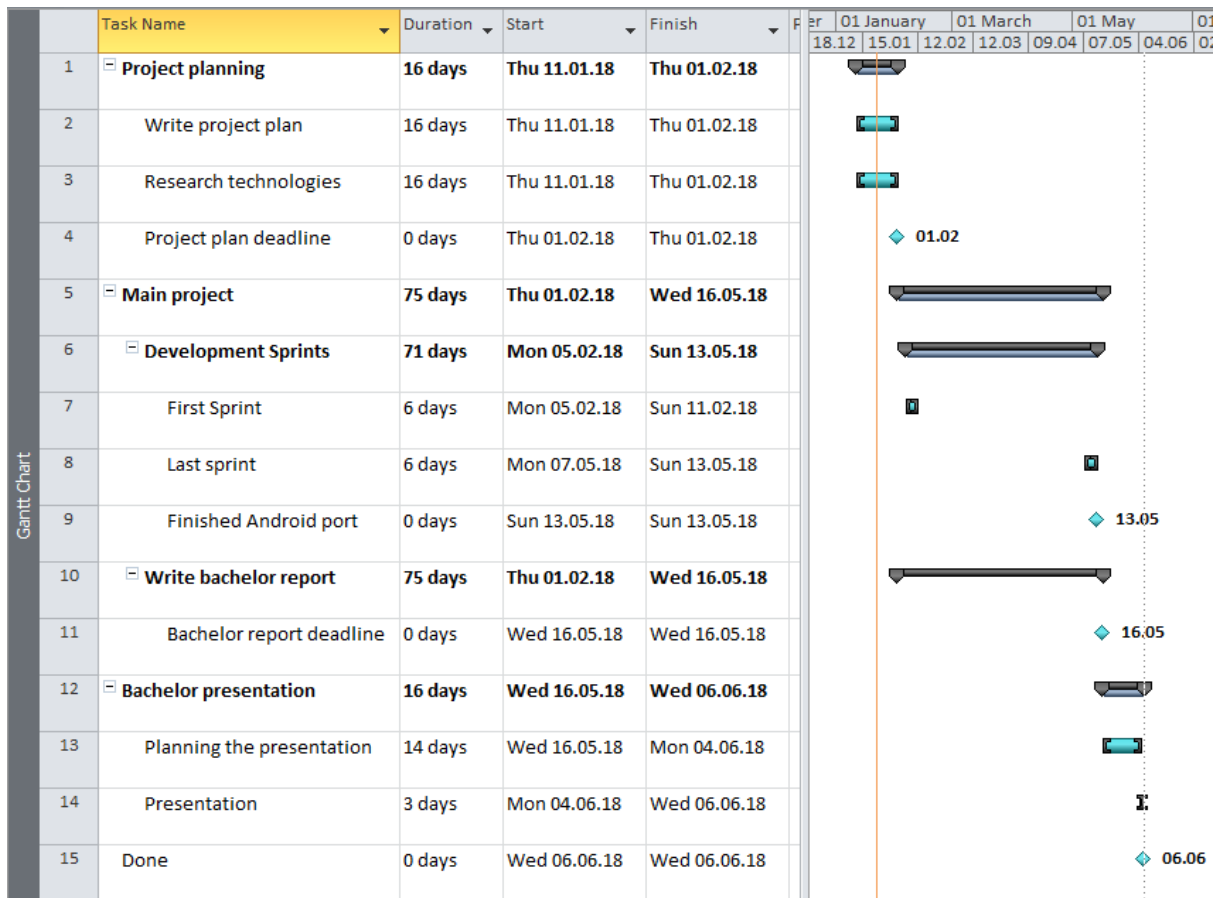 Task Name Duration Start Finish F er 01 January 01 March 01 May 01
18.12 15.01 12.02 12.03 09.04 07.05 04.06 02
1 Project planning 16 days Thu 11.01.18 Thu 01.02.18
2 Write project plan 16 days Thu 11.01.18 Thu 01.02.18
3 Research technologies 16 days Thu 11.01.18 Thu 01.02.18
4 Project plan deadline 0 days Thu 01.02.18 Thu 01.02.18 01.02
5 Main project 75 days Thu 01.02.18 Wed 16.05.18
6 Development Sprints 71 days Mon 05.02.18 Sun 13.05.18
7 First Sprint 6 days Mon 05.02.18 Sun 11.02.18
8 Last sprint 6 days Mon 07.05.18 Sun 13.05.18
9 Finished Android port 0 days Sun 13.05.18 Sun 13.05.18 13.05
10 Write bachelor report 75 days Thu 01.02.18 Wed 16.05.18
11 Bachelor report deadline 0 days Wed 16.05.18 Wed 16.05.18 16.05
12 Bachelor presentation 16 days Wed 16.05.18 Wed 06.06.18
13 Planning the presentation 14 days Wed 16.05.18 Mon 04.06.18
14 Presentation 3 days Mon 04.06.18 Wed 06.06.18
15 Done 0 days Wed 06.06.18 Wed 06.06.18 06.06
Gantt Chart